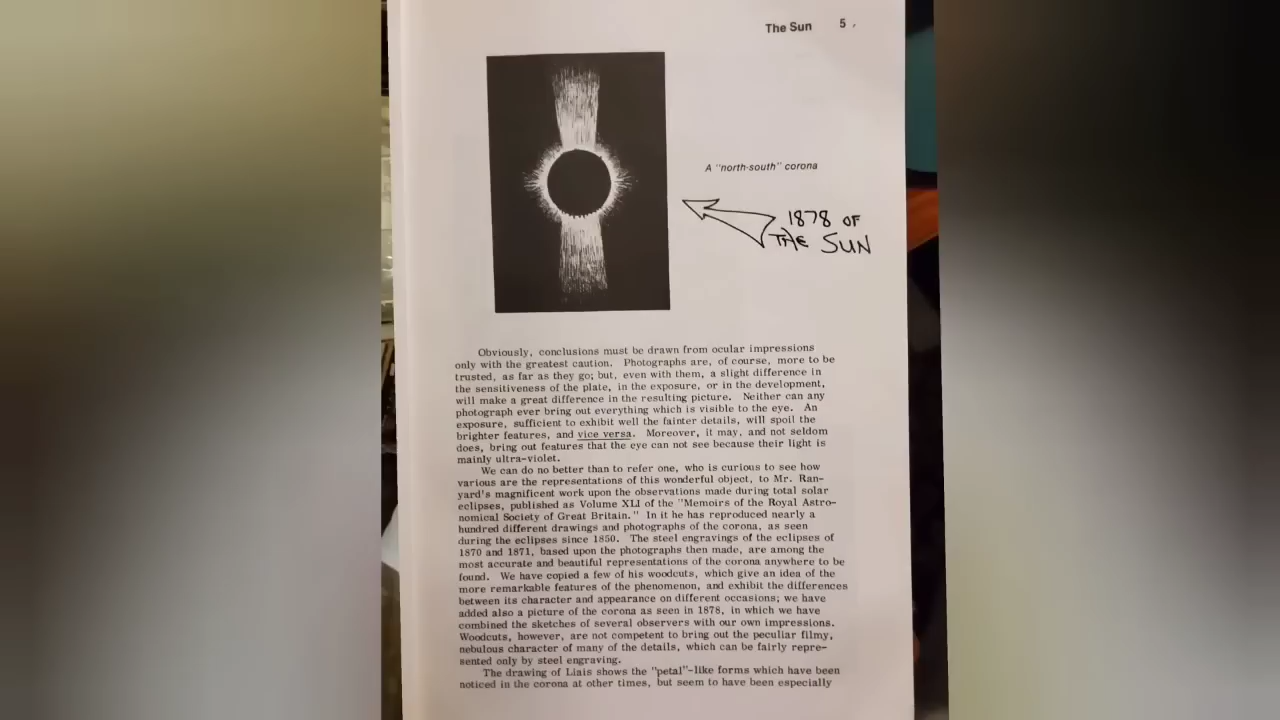 The Sun 5
A "north-south" corona
1878 OF
THE SUN
Obviously, conclusions must be drawn from ocular impressions
only with the greatest caution. Photographs are, of course, more to be
trusted, as far as they go; but, even with them, a slight difference in
the sensitiveness of the plate, in the exposure, or in the development,
will make a great difference in the resulting picture. Neither can any
photograph ever bring out everything which is visible to the eye. An
exposure, sufficient to exhibit well the fainter details, will spoil the
brighter features, and vice versa. Moreover, it may, and not seldom
does, bring out features that the eye can not see because their light is
mainly ultra-violet.
We can do no better than to refer one, who is curious to see how
various are the representations of this wonderful object, to Mr. Ran-
yard's magnificent work upon the observations made during total solar
eclipses, published as Volume XLI of the "Memoirs of the Royal Astro-
nomical Society of Great Britain." In it he has reproduced nearly a
hundred different drawings and photographs of the corona, as seen
during the eclipses since 1850. The steel engravings of the eclipses of
1870 and 1871, based upon the photographs then made, are among the
most accurate and beautiful representations of the corona anywhere to be
found. We have copied a few of his woodcuts, which give an idea of the
more remarkable features of the phenomenon, and exhibit the differences
between its character and appearance on different occasions; we have
added also a picture of the corona as seen in 1878, in which we have
combined the sketches of several observers with our own impressions.
Woodcuts, however, are not competent to bring out the peculiar filmy,
nebulous character of many of the details, which can be fairly repre-
sented only by steel engraving.
The drawing of Liais shows the "petal"-like forms which have been
noticed in the corona at other times, but seem to have been especially